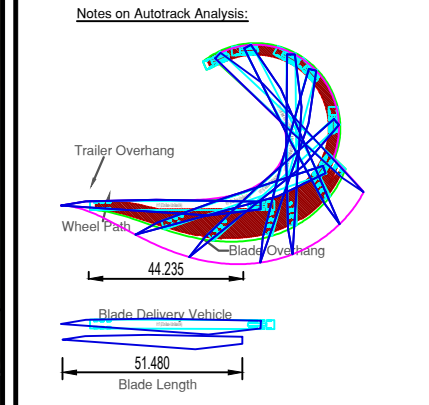 Notes on Autotrack Analysis:
Trailer Overhang
Wheel Path
Blade Overhang
44.235
Blade Delivery Vehicle
51.480
Blade Length